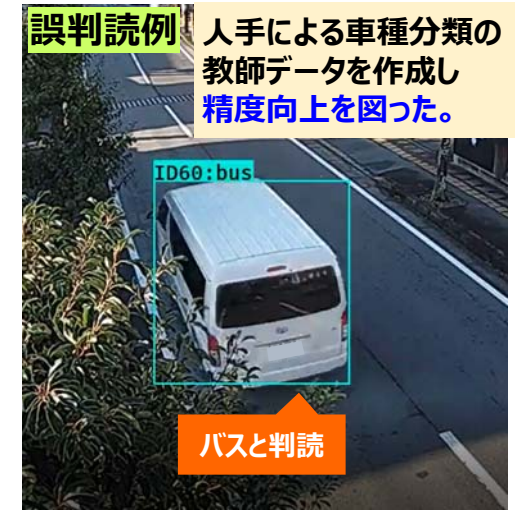 誤判読例
人手による車種分類の
教師データを作成し
精度向上を図った。
ID60:bus
バスと判読